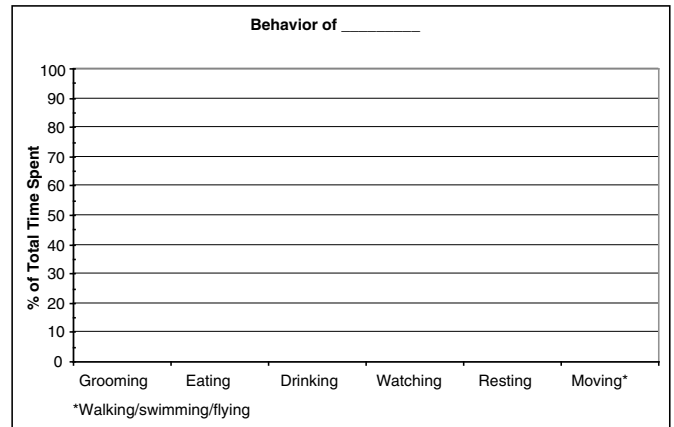 Behavior of _________
% of Total Time Spent
100
90
80
70
60
50
40
30
20
10
0
Grooming Eating Drinking Watching Resting Moving*
*Walking/swimming/flying